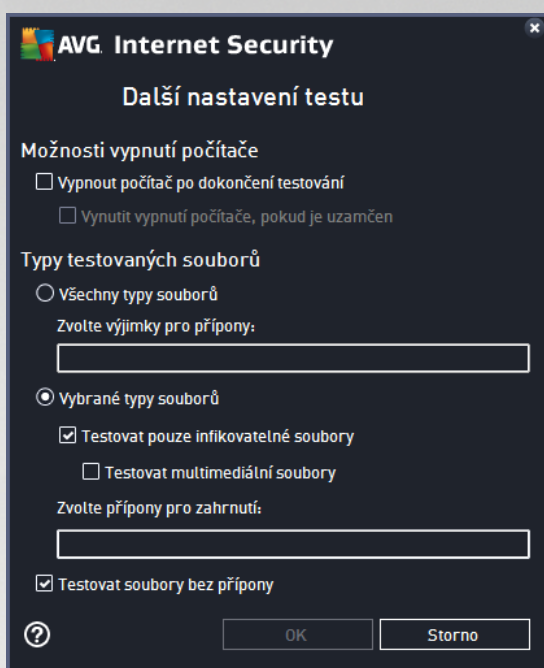 AVG. Internet Security
Další nastavení testu
Možnosti vypnutí počítače
Vypnout počítač po dokončení testování
Vynutit vypnutí počítače, pokud je uzamčen
Typy testovaných souborů
Všechny typy souborů
Zvolte výjimky pro přípony:
Vybrané typy souborů
Testovat pouze infikovatelné soubory
Testovat multimediální soubory
Zvolte přípony pro zahrnutí:
Testovat soubory bez přípony
? OK Storno